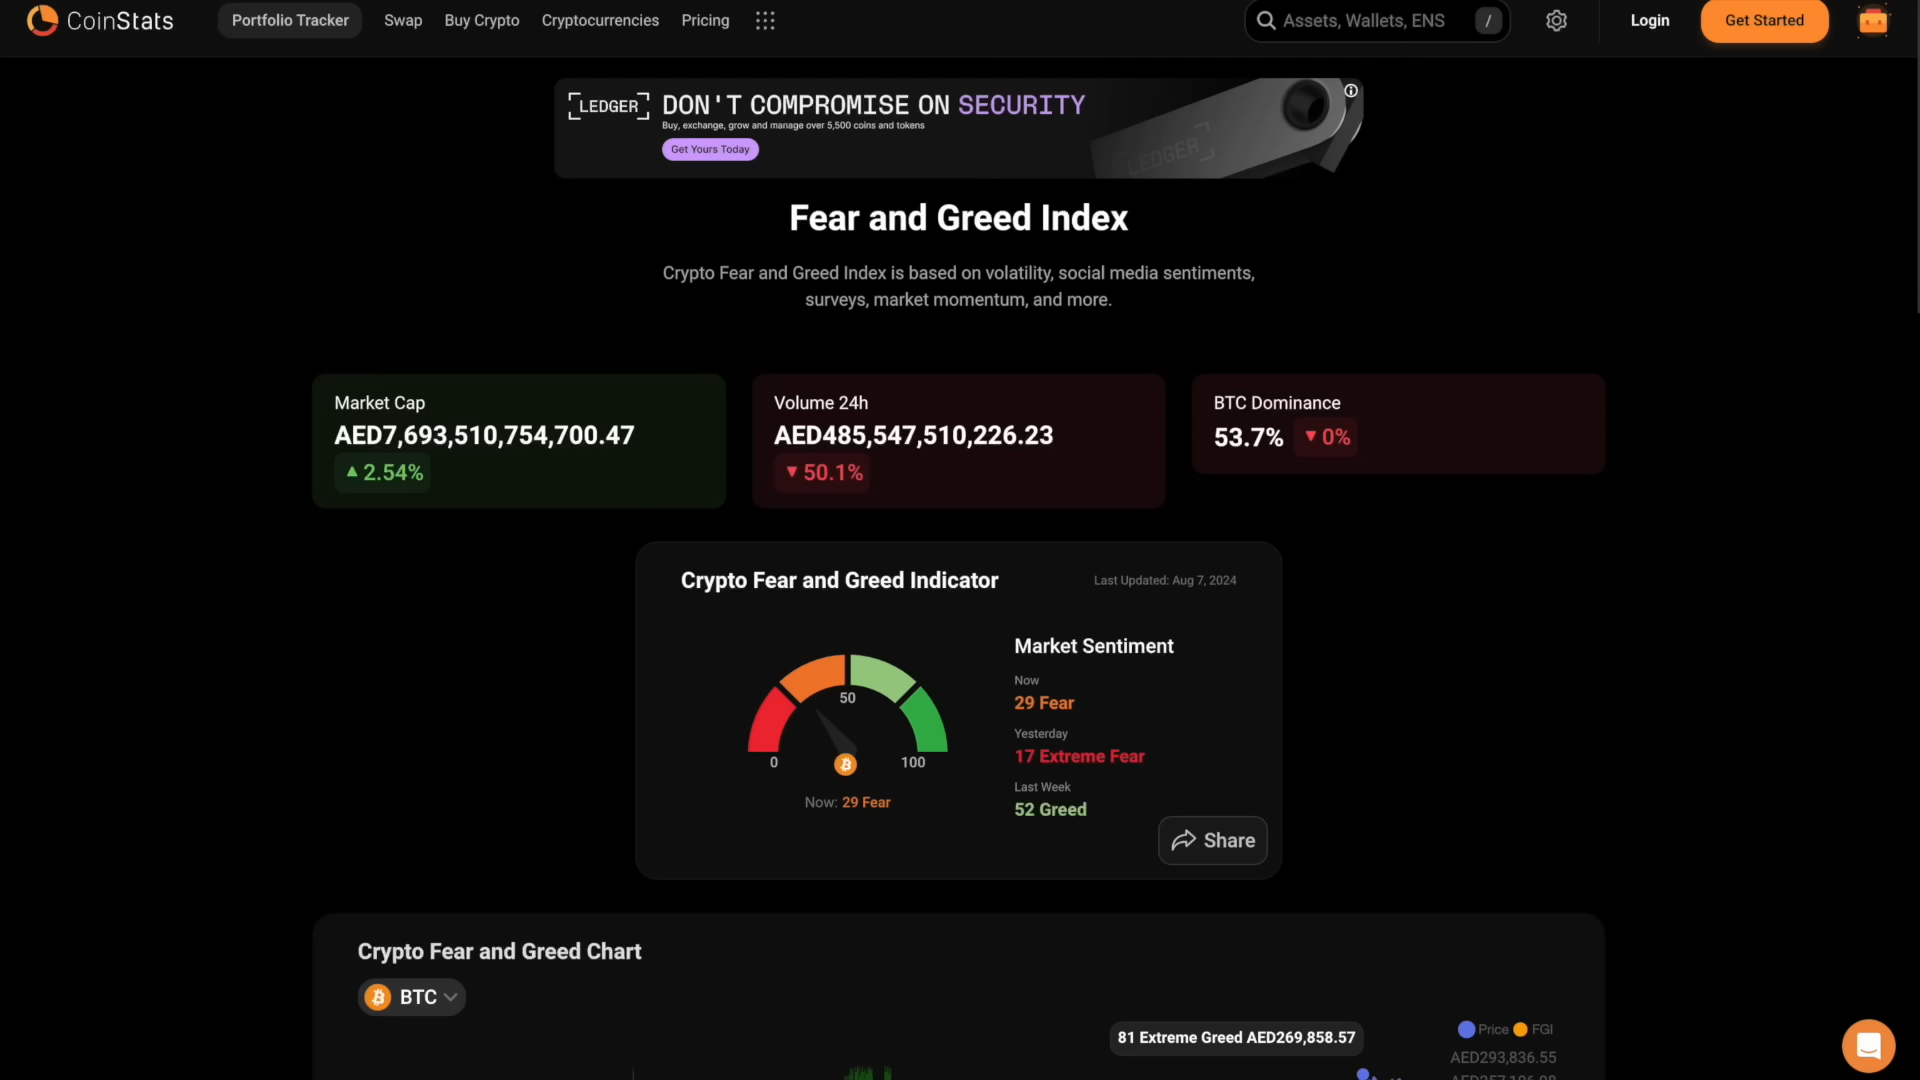 CoinStats
Portfolio Tracker
Swap
Buy Crypto
Cryptocurrencies
Pricing
Assets, Wallets, ENS
/
Login
Get Started
LEDGER
DON'T COMPROMISE ON SECURITY
Buy, exchange, grow and manage over 5,500 coins and tokens
Get Yours Today
LEDGER
Fear and Greed Index
Crypto Fear and Greed Index is based on volatility, social media sentiments,
surveys, market momentum, and more.
Market Cap
AED7,693,510,754,700.47
2.54%
Volume 24h
AED485,547,510,226.23
50.1%
BTC Dominance
53.7%
0%
Crypto Fear and Greed Indicator
Last Updated: Aug 7, 2024
50
0
100
Now: 29 Fear
Market Sentiment
Now
29 Fear
Yesterday
17 Extreme Fear
Last Week
52 Greed
Share
Crypto Fear and Greed Chart
BTC
81 Extreme Greed AED269,858.57
Price
FGI
AED293,836.55